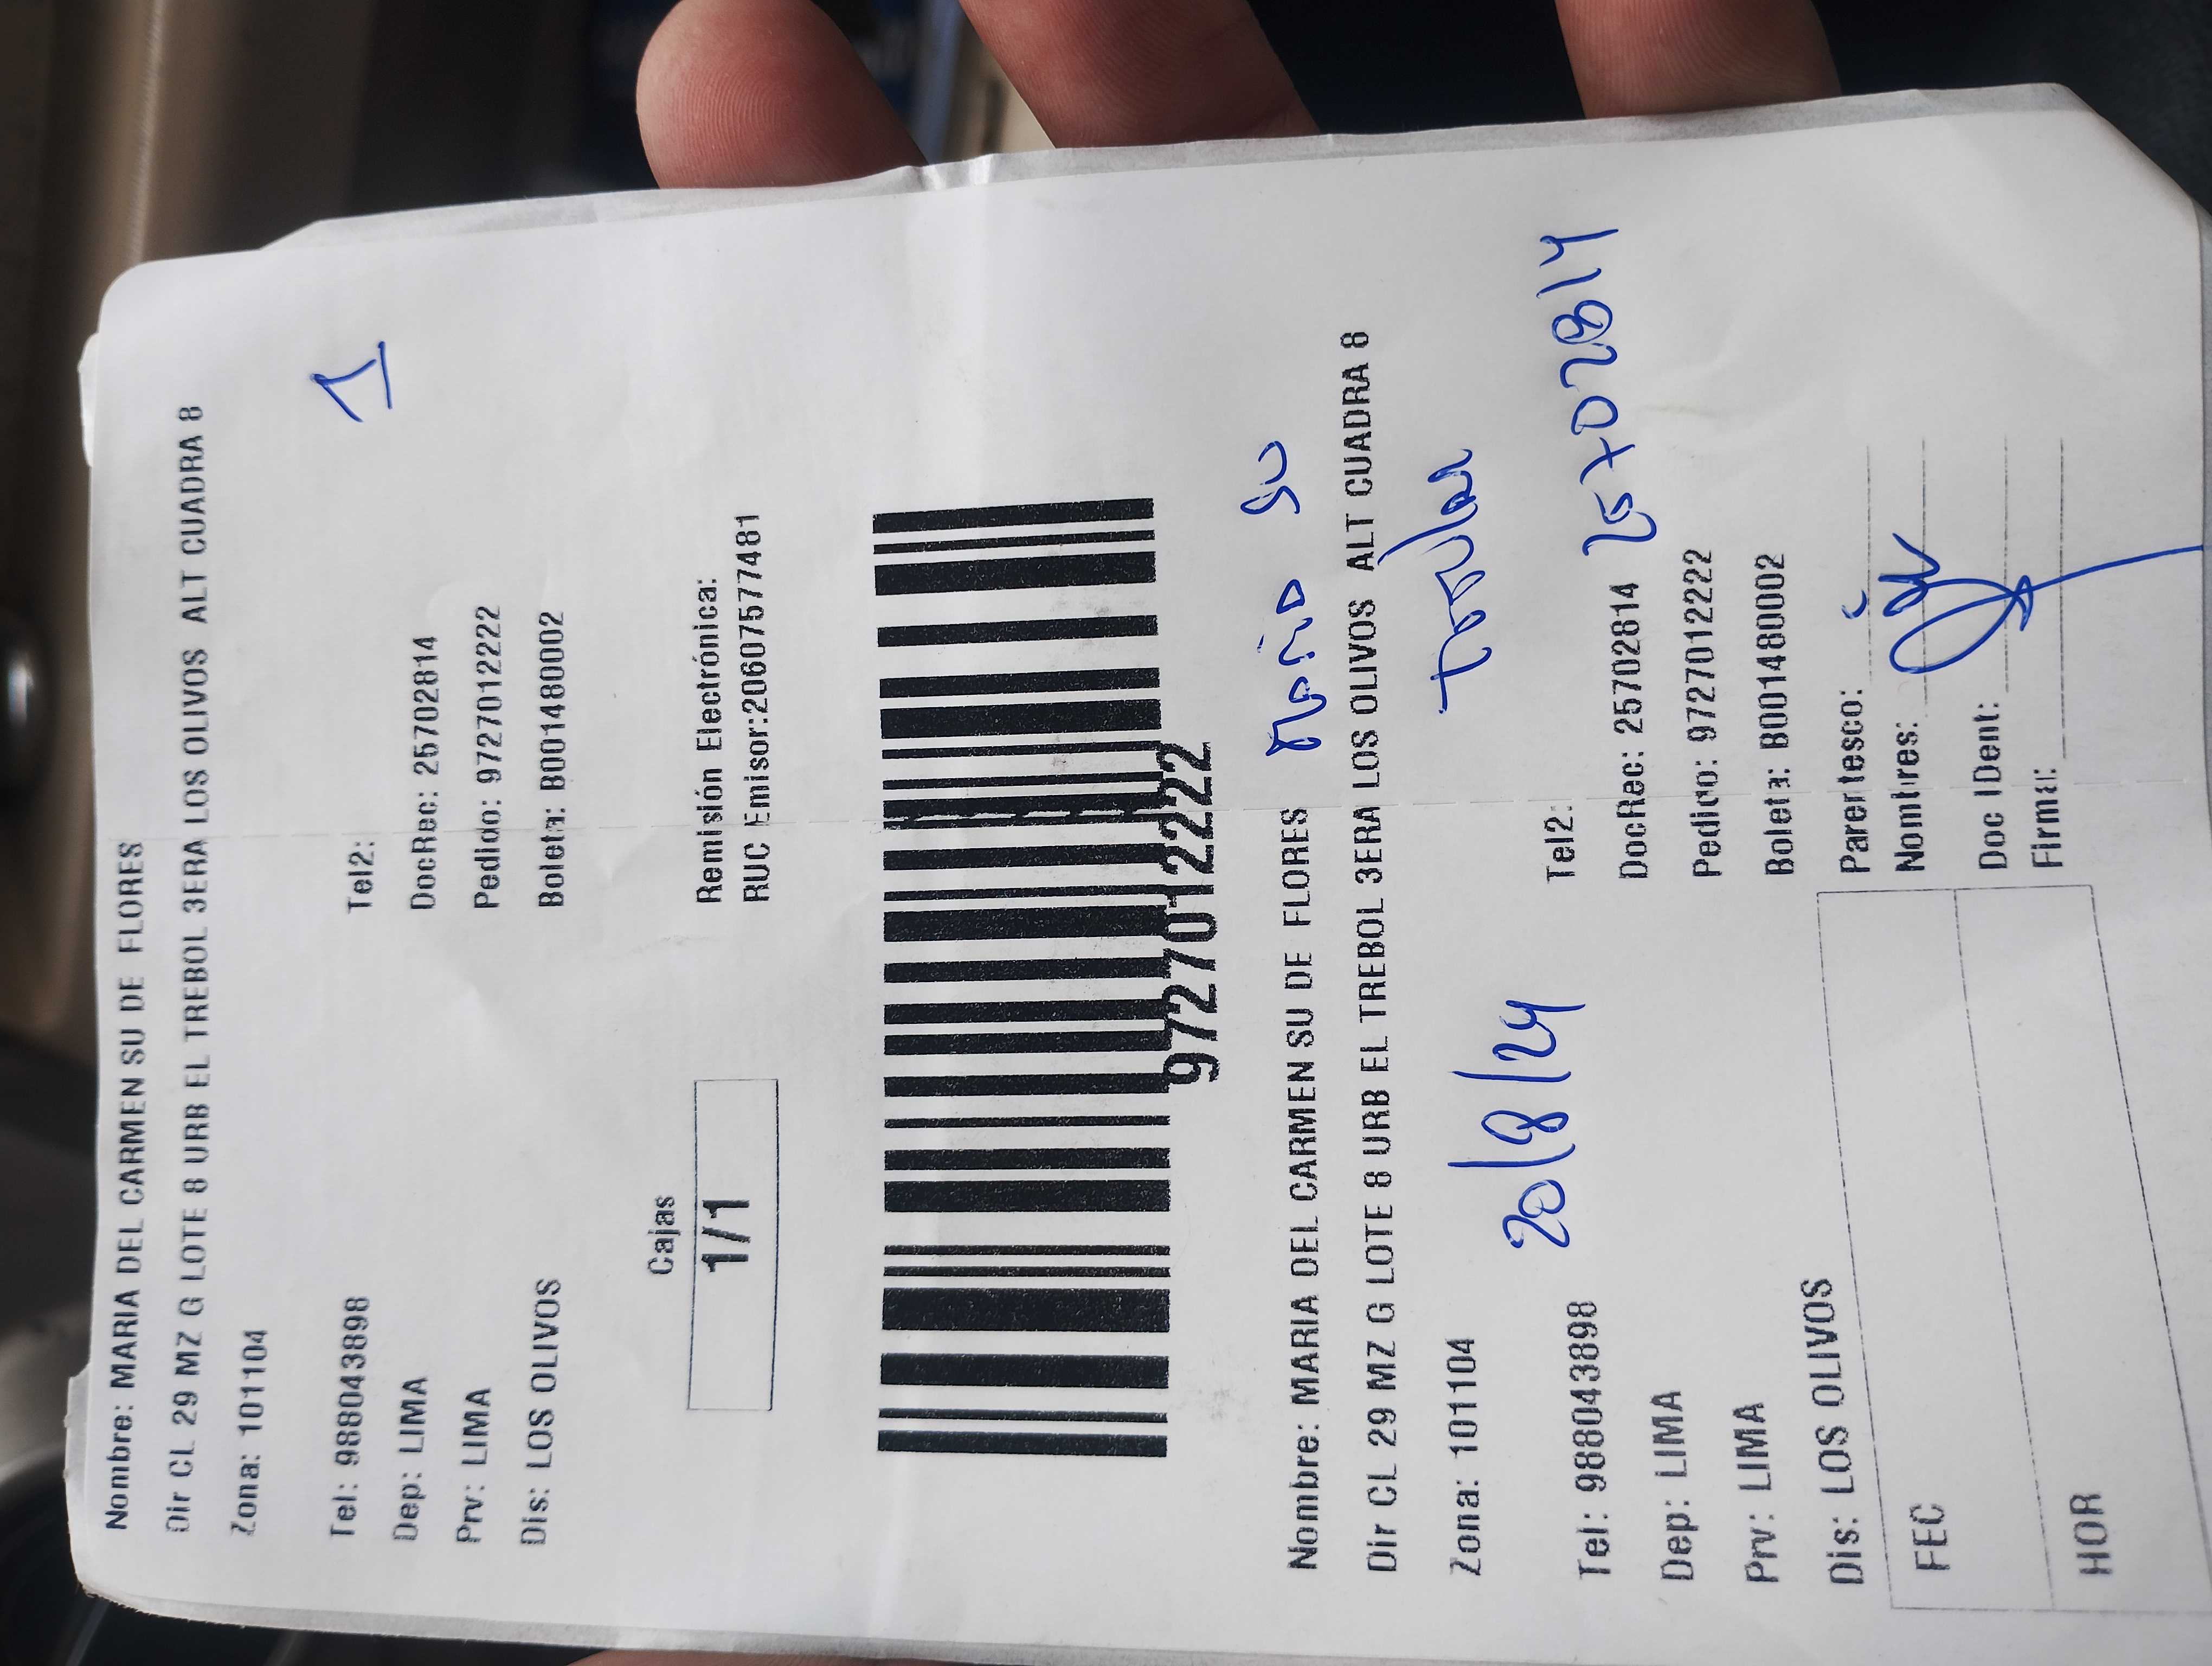 Nombre: MARIA DEL CARMEN SU DE FLORES
Dir CL 29 MZ G LOTE 8 URB EL TREBOL 3ERA LOS OLIVOS ALT CUADRA 8
Zona: 101104
1
Tel: 988043898 Tel2:
Dep: LIMA DocRec: 25702814
Prv: LIMA Pedido: 9727012222
Dis: LOS OLIVOS Boleta: B001480002
Cajas Remisión Electrónica:
1/1 RUC Emisor:20607577481
9727012222
Nombre: MARIA DEL CARMEN SU DE FLORES Maria Su
Dir CL 29 MZ G LOTE 8 URB EL TREBOL 3ERA LOS OLIVOS ALT CUADRA 8
Zona: 101104 Titular
20/8/24
Tel: 988043898 Tel2:
Dep: LIMA DocRec: 25702814 25702814
Prv: LIMA Pedido: 9727012222
Dis: LOS OLIVOS Boleta: B001480002
Parentesco:
FEC Nombres:
Doc IDent:
HOR Firma: